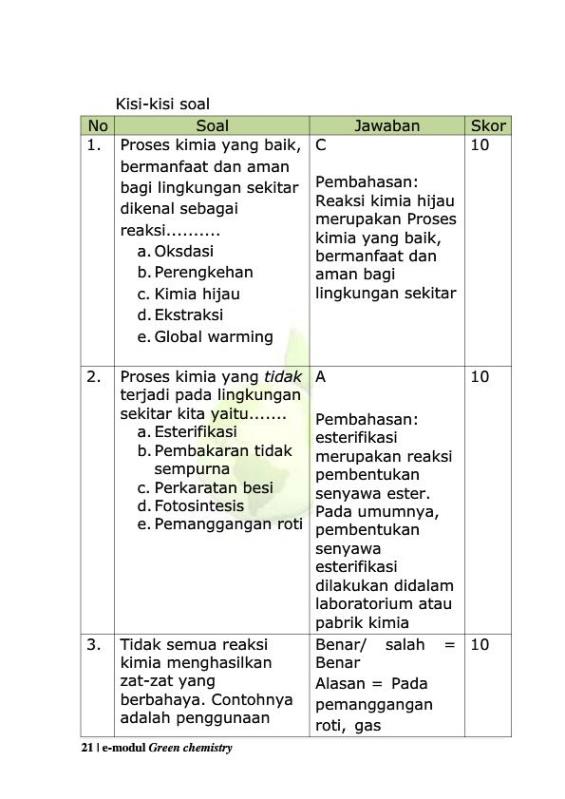 Kisi-kisi soal
No Soal Jawaban Skor
1. Proses kimia yang baik,
bermanfaat dan aman
bagi lingkungan sekitar
dikenal sebagai
reaksi..........
a. Oksdasi
b. Perengkehan
c. Kimia hijau
d. Ekstraksi
e. Global warming
C
Pembahasan:
Reaksi kimia hijau
merupakan Proses
kimia yang baik,
bermanfaat dan
aman bagi
lingkungan sekitar
10
2. Proses kimia yang tidak
terjadi pada lingkungan
sekitar kita yaitu.......
a. Esterifikasi
b. Pembakaran tidak
sempurna
c. Perkaratan besi
d. Fotosintesis
e. Pemanggangan roti
A
Pembahasan:
esterifikasi
merupakan reaksi
pembentukan
senyawa ester.
Pada umumnya,
pembentukan
senyawa
esterifikasi
dilakukan didalam
laboratorium atau
pabrik kimia
10
3. Tidak semua reaksi
kimia menghasilkan
zat-zat yang
berbahaya. Contohnya
adalah penggunaan
Benar/ salah =
Benar
Alasan = Pada
pemanggangan
roti, gas
10
21 | e-modul Green chemistry